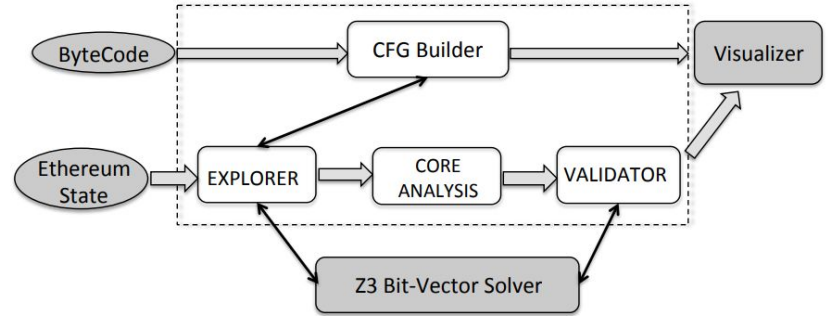 ByteCode
CFG Builder
Visualizer
Ethereum
State
EXPLORER
CORE
ANALYSIS
VALIDATOR
Z3 Bit-Vector Solver